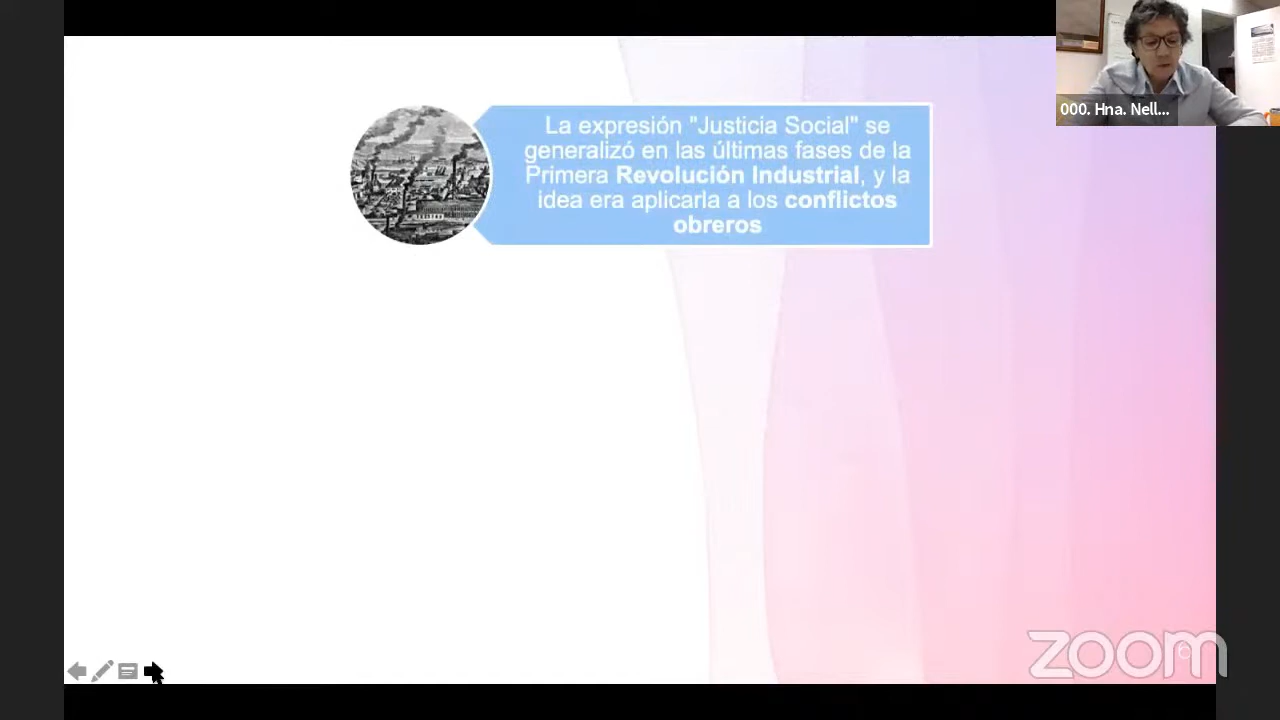 La expresión "Justicia Social" se
generalizó en las últimas fases de la
Primera Revolución Industrial, y la
idea era aplicarla a los conflictos
obreros
000. Hna. Nell...
zoom
6